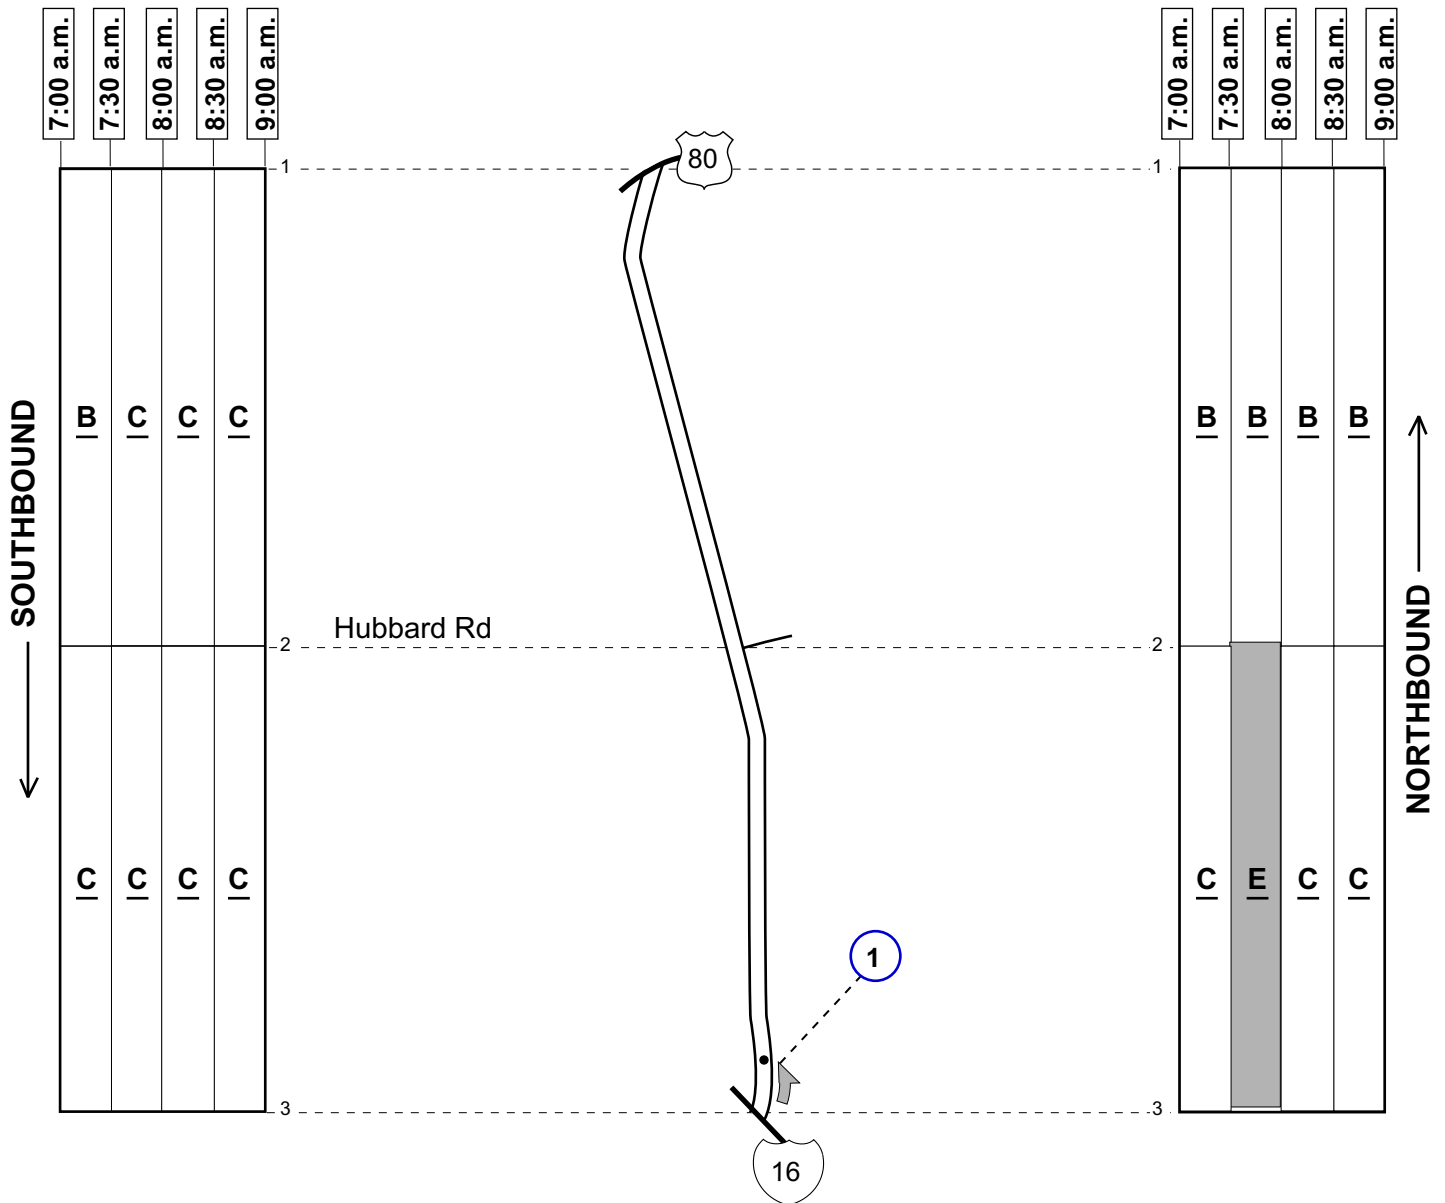 7:00 a.m.
7:30 a.m.
8:00 a.m.
8:30 a.m.
9:00 a.m.
7:00 a.m.
7:30 a.m.
8:00 a.m.
8:30 a.m.
9:00 a.m.
80
1
1
SOUTHBOUND
B C C C
B B B B
NORTHBOUND
Hubbard Rd
2
2
C C C C
C E C C
1
3
3
16